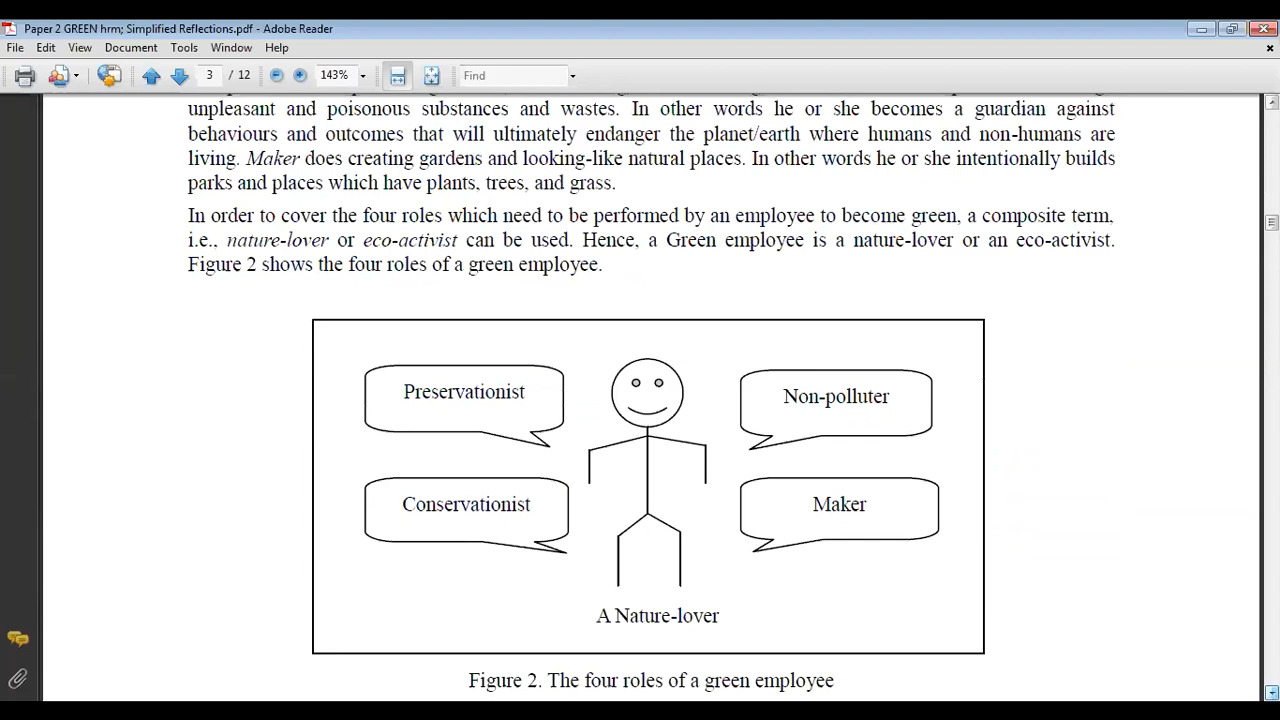 Paper 2 GREEN hrm; Simplified Reflections.pdf - Adobe Reader
File Edit View Document Tools Window Help
3 / 12 143% Find
unpleasant and poisonous substances and wastes. In other words he or she becomes a guardian against
behaviours and outcomes that will ultimately endanger the planet/earth where humans and non-humans are
living. Maker does creating gardens and looking-like natural places. In other words he or she intentionally builds
parks and places which have plants, trees, and grass.
In order to cover the four roles which need to be performed by an employee to become green, a composite term,
i.e., nature-lover or eco-activist can be used. Hence, a Green employee is a nature-lover or an eco-activist.
Figure 2 shows the four roles of a green employee.
Preservationist
Non-polluter
Conservationist
Maker
A Nature-lover
Figure 2. The four roles of a green employee